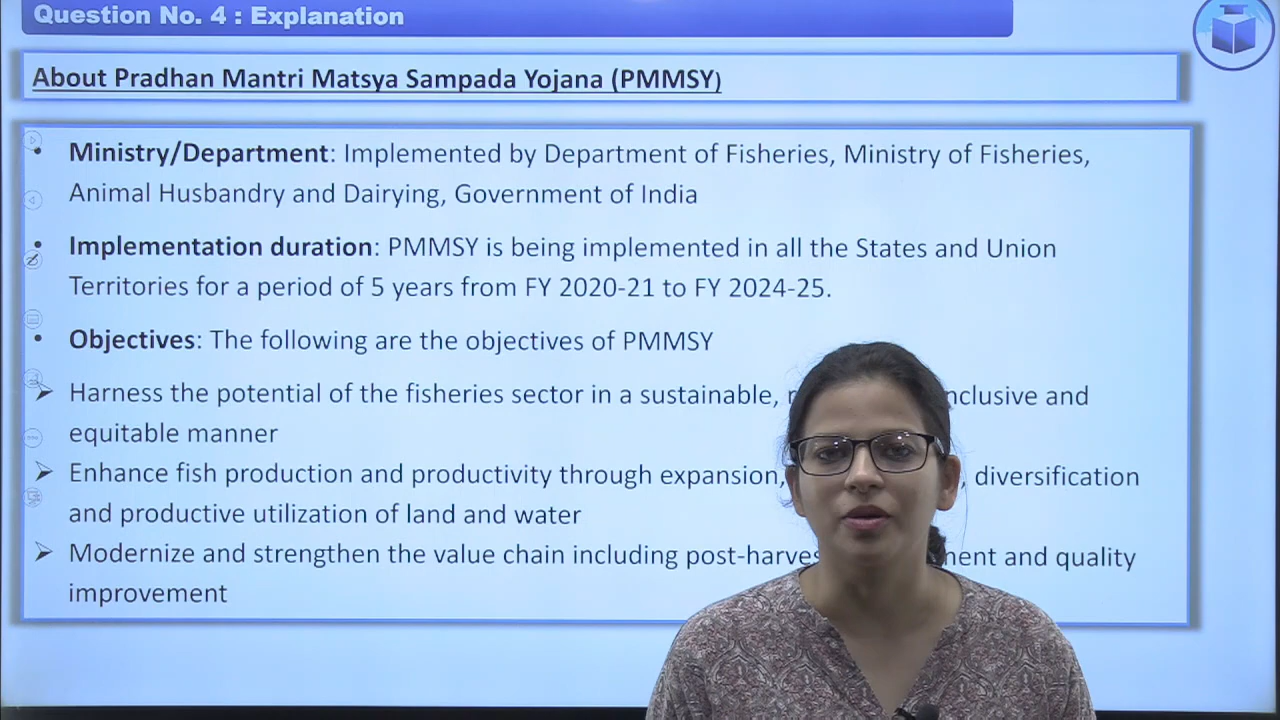 Question No. 4 : Explanation
About Pradhan Mantri Matsya Sampada Yojana (PMMSY)
• Ministry/Department: Implemented by Department of Fisheries, Ministry of Fisheries,
Animal Husbandry and Dairying, Government of India
• Implementation duration: PMMSY is being implemented in all the States and Union
Territories for a period of 5 years from FY 2020-21 to FY 2024-25.
• Objectives: The following are the objectives of PMMSY
➢ Harness the potential of the fisheries sector in a sustainable, and
equitable manner
➢ Enhance fish production and productivity through expansion, diversification
and productive utilization of land and water
➢ Modernize and strengthen the value chain including and quality
improvement